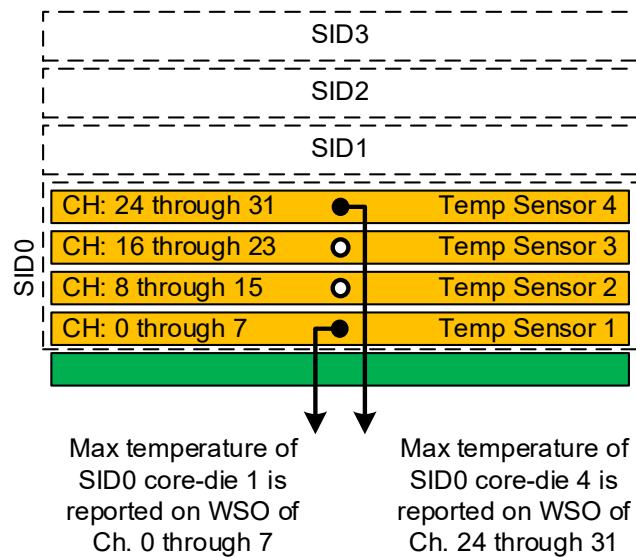 SID3
SID2
SID1
SID0
CH: 24 through 31 Temp Sensor 4
CH: 16 through 23 Temp Sensor 3
CH: 8 through 15 Temp Sensor 2
CH: 0 through 7 Temp Sensor 1
Max temperature of
SID0 core-die 1 is
reported on WSO of
Ch. 0 through 7
Max temperature of
SID0 core-die 4 is
reported on WSO of
Ch. 24 through 31